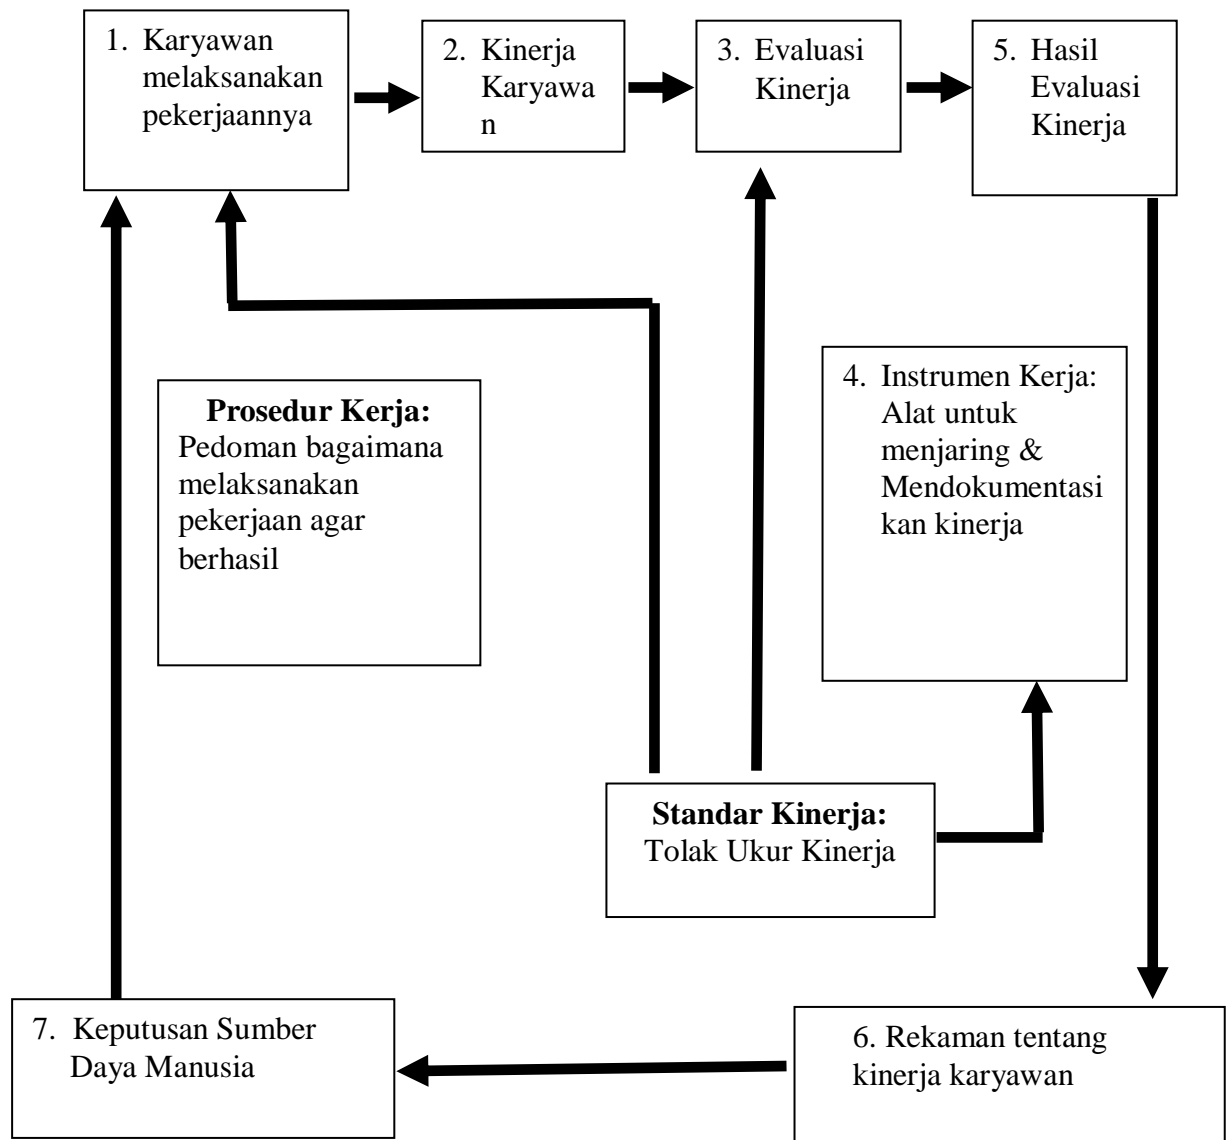 1. Karyawan
melaksanakan
pekerjaannya
2. Kinerja
Karyawa
n
3. Evaluasi
Kinerja
5. Hasil
Evaluasi
Kinerja
Prosedur Kerja:
Pedoman bagaimana
melaksanakan
pekerjaan agar
berhasil
4. Instrumen Kerja:
Alat untuk
menjaring &
Mendokumentasi
kan kinerja
Standar Kinerja:
Tolak Ukur Kinerja
7. Keputusan Sumber
Daya Manusia
6. Rekaman tentang
kinerja karyawan